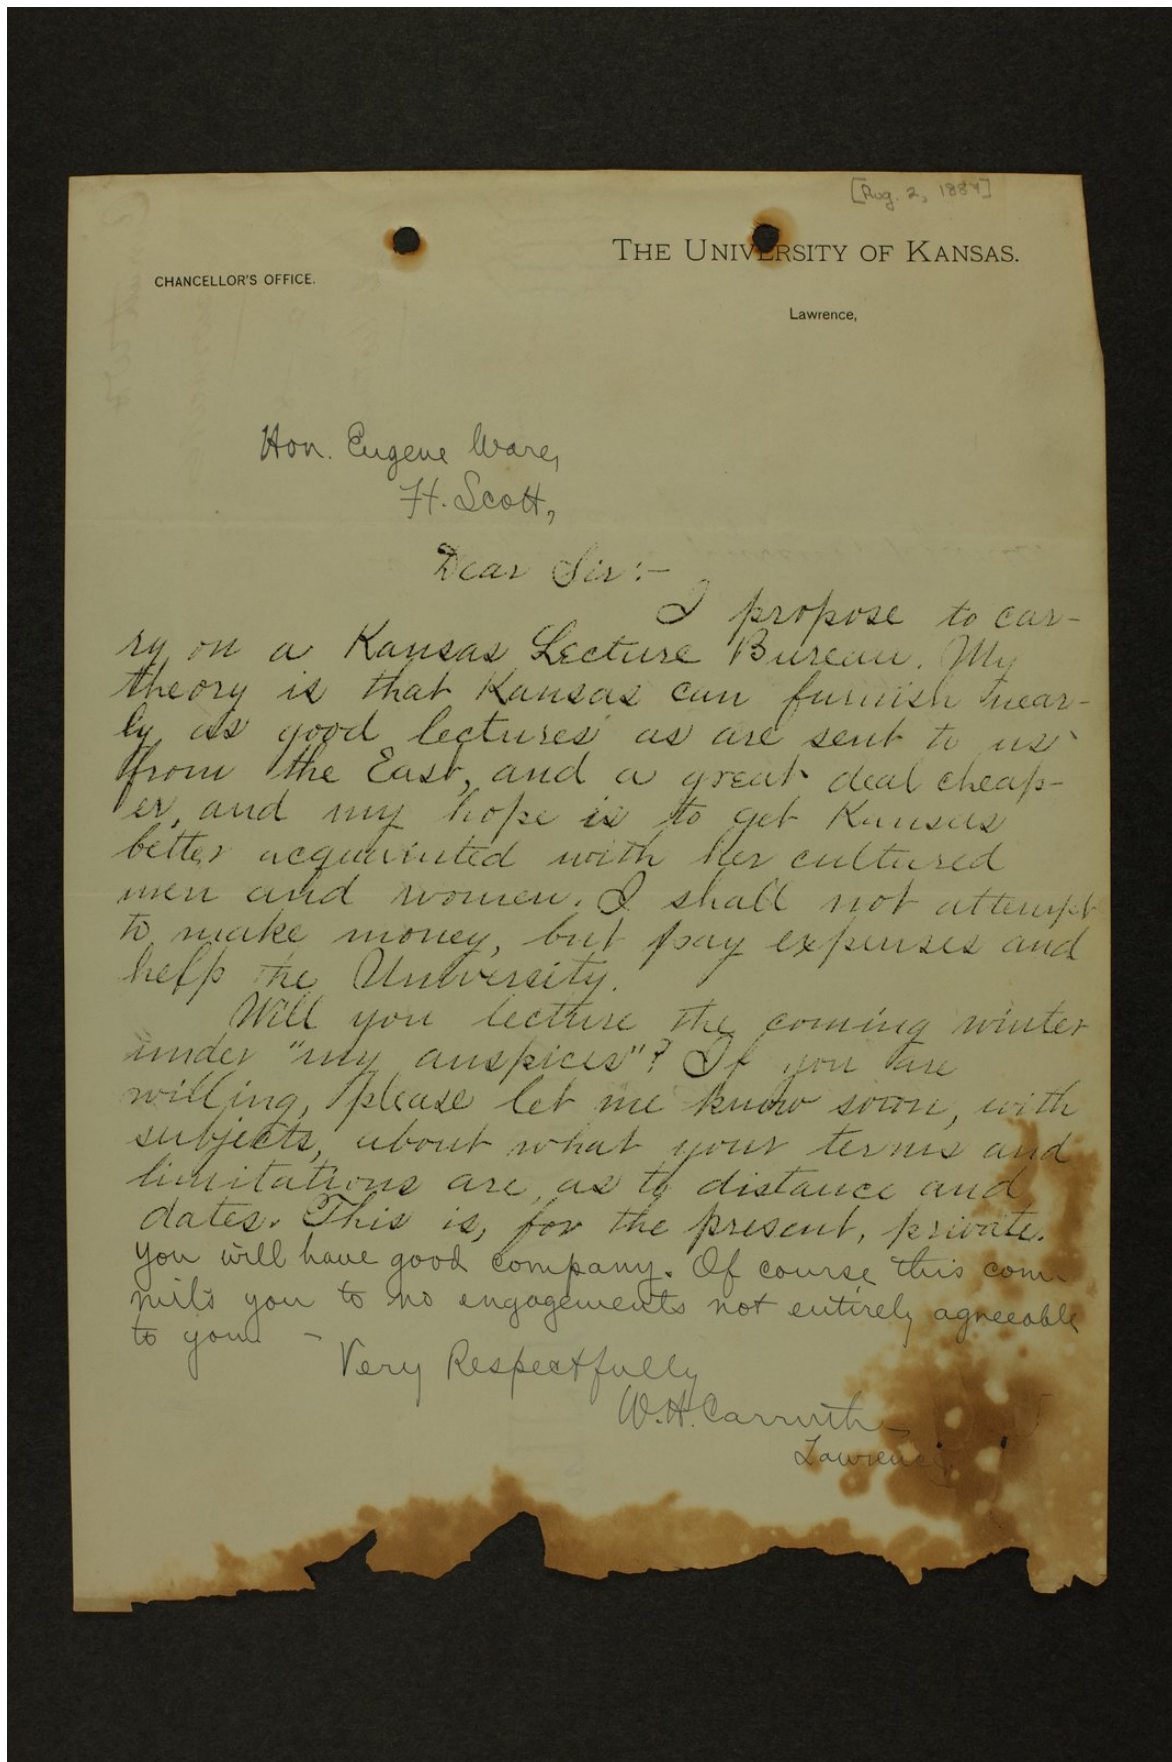 [Aug. 2, 1887]
THE UNIVERSITY OF KANSAS.
CHANCELLOR'S OFFICE.
Lawrence,
Hon. Eugene Ware,
Ft. Scott,
Dear Sir:—
I propose to car-
ry on a Kansas Lecture Bureau. My
theory is that Kansas can furnish near-
ly as good lectures as are sent to us
from the East, and a great deal cheap-
er, and my hope is to get Kansas
better acquainted with her cultured
men and women. I shall not attempt
to make money, but pay expenses and
help the University.
Will you lecture the coming winter
under "my auspices"? If you are
willing, please let me know soon, with
subjects, about what your terms and
limitations are, as to distance and
dates. This is, for the present, private.
You will have good company. Of course this com-
mits you to no engagements not entirely agreeable
to you. —
Very Respectfully
W.H. Carruth
Lawrence,